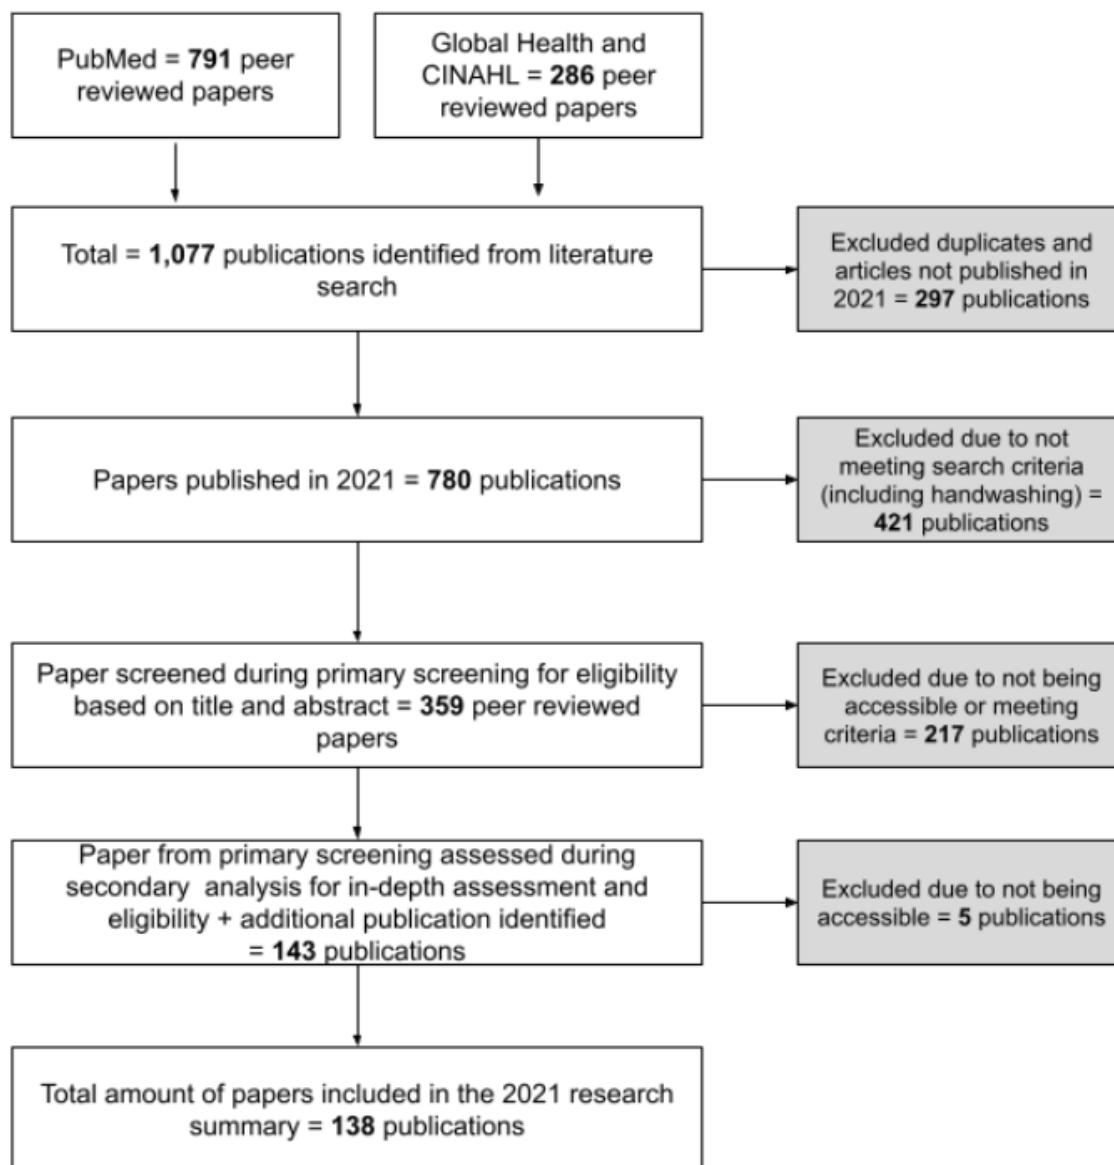 PubMed = 791 peer
reviewed papers
Global Health and
CINAHL = 286 peer
reviewed papers
Total = 1,077 publications identified from literature
search
Excluded duplicates and
articles not published in
2021 = 297 publications
Papers published in 2021 = 780 publications
Excluded due to not
meeting search criteria
(including handwashing) =
421 publications
Paper screened during primary screening for eligibility
based on title and abstract = 359 peer reviewed
papers
Excluded due to not being
accessible or meeting
criteria = 217 publications
Paper from primary screening assessed during
secondary analysis for in-depth assessment and
eligibility + additional publication identified
= 143 publications
Excluded due to not being
accessible = 5 publications
Total amount of papers included in the 2021 research
summary = 138 publications